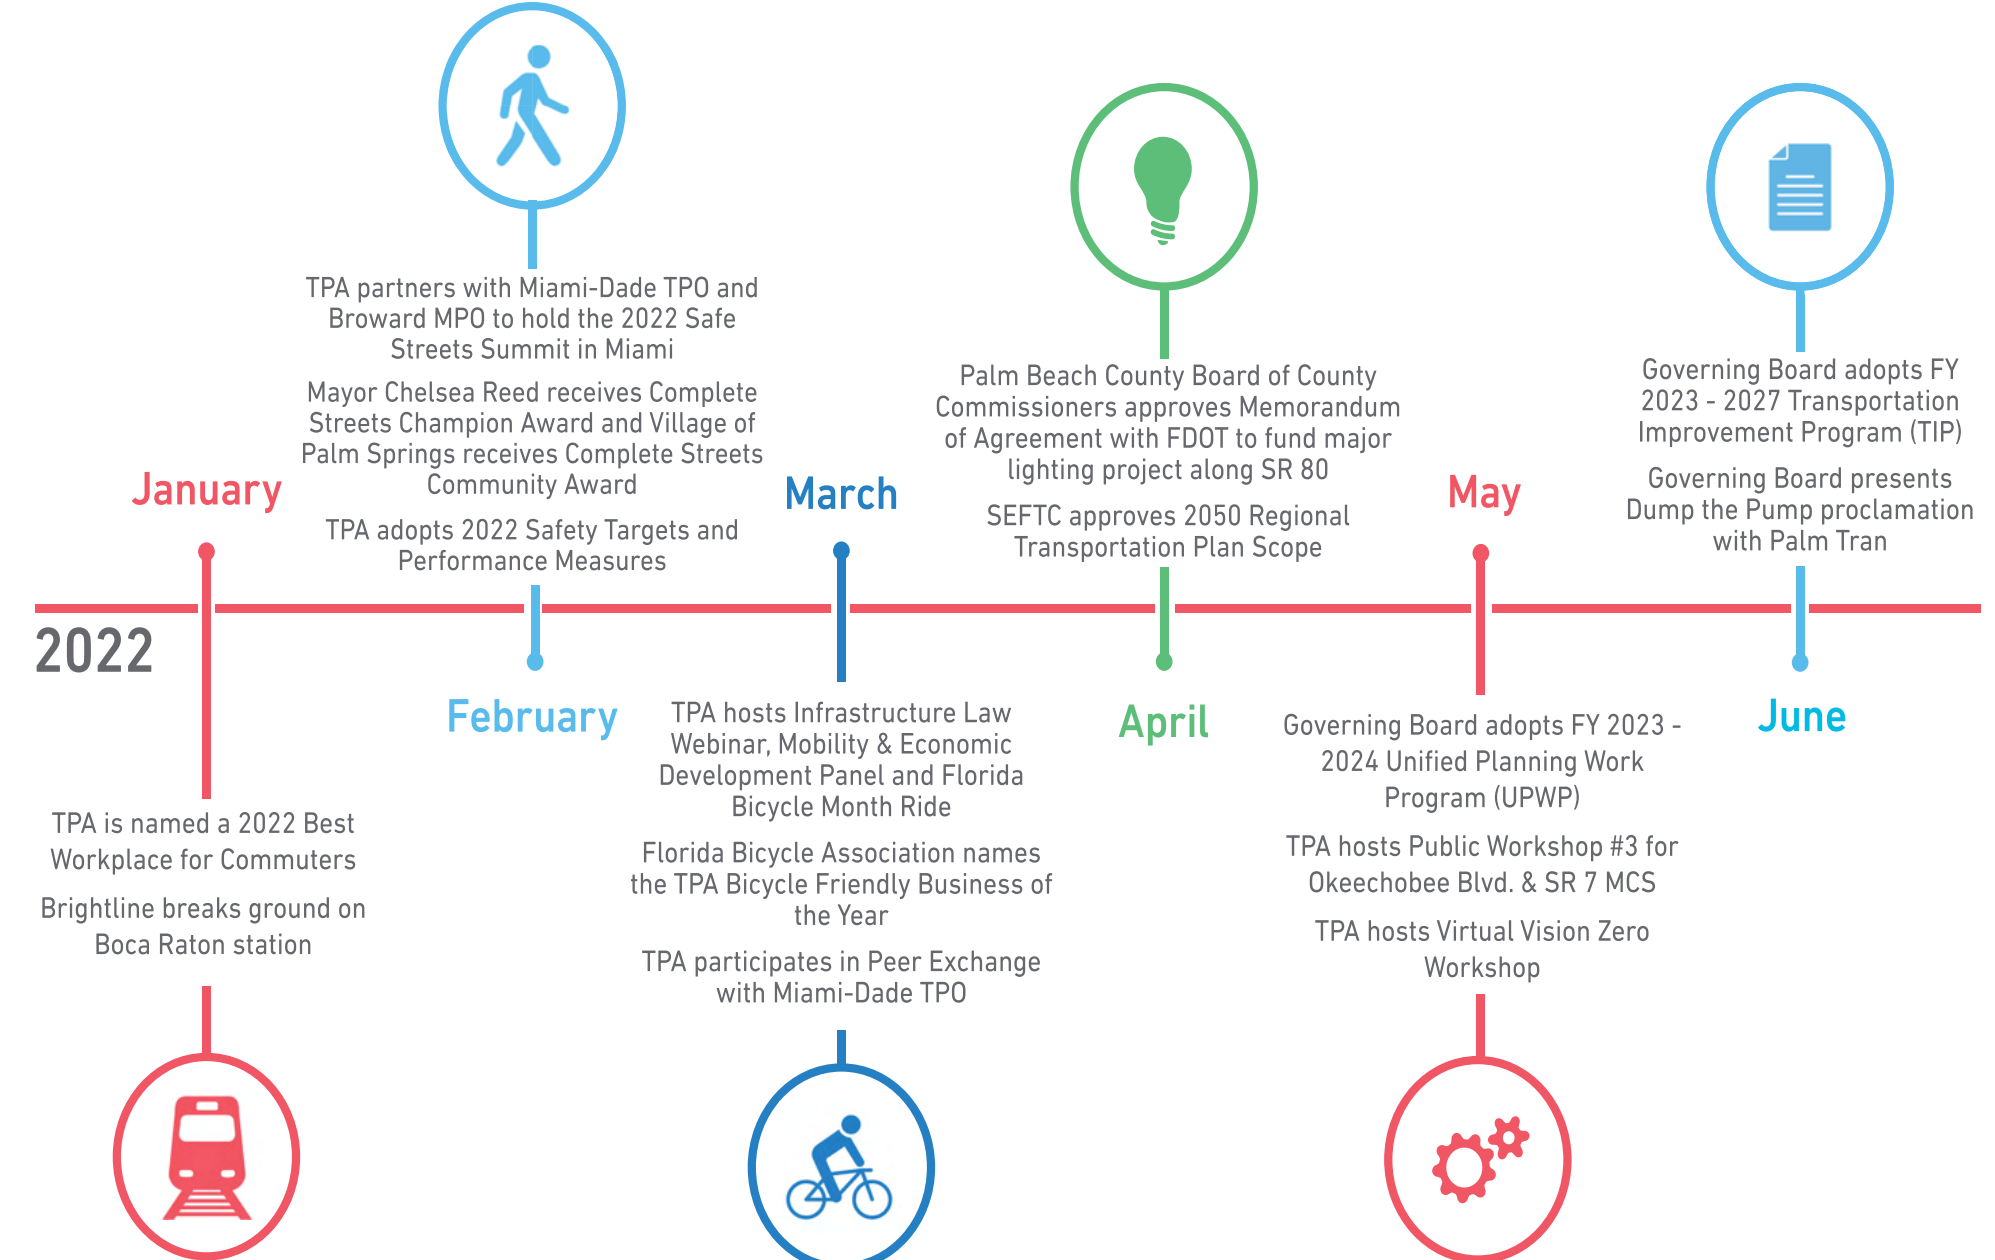 2022
January
TPA is named a 2022 Best
Workplace for Commuters
Brightline breaks ground on
Boca Raton station
TPA partners with Miami-Dade TPO and
Broward MPO to hold the 2022 Safe
Streets Summit in Miami
Mayor Chelsea Reed receives Complete
Streets Champion Award and Village of
Palm Springs receives Complete Streets
Community Award
TPA adopts 2022 Safety Targets and
Performance Measures
February
March
TPA hosts Infrastructure Law
Webinar, Mobility & Economic
Development Panel and Florida
Bicycle Month Ride
Florida Bicycle Association names
the TPA Bicycle Friendly Business of
the Year
TPA participates in Peer Exchange
with Miami-Dade TPO
Palm Beach County Board of County
Commissioners approves Memorandum
of Agreement with FDOT to fund major
lighting project along SR 80
SEFTC approves 2050 Regional
Transportation Plan Scope
April
May
Governing Board adopts FY 2023 -
2024 Unified Planning Work
Program (UPWP)
TPA hosts Public Workshop #3 for
Okeechobee Blvd. & SR 7 MCS
TPA hosts Virtual Vision Zero
Workshop
Governing Board adopts FY
2023 - 2027 Transportation
Improvement Program (TIP)
Governing Board presents
Dump the Pump proclamation
with Palm Tran
June